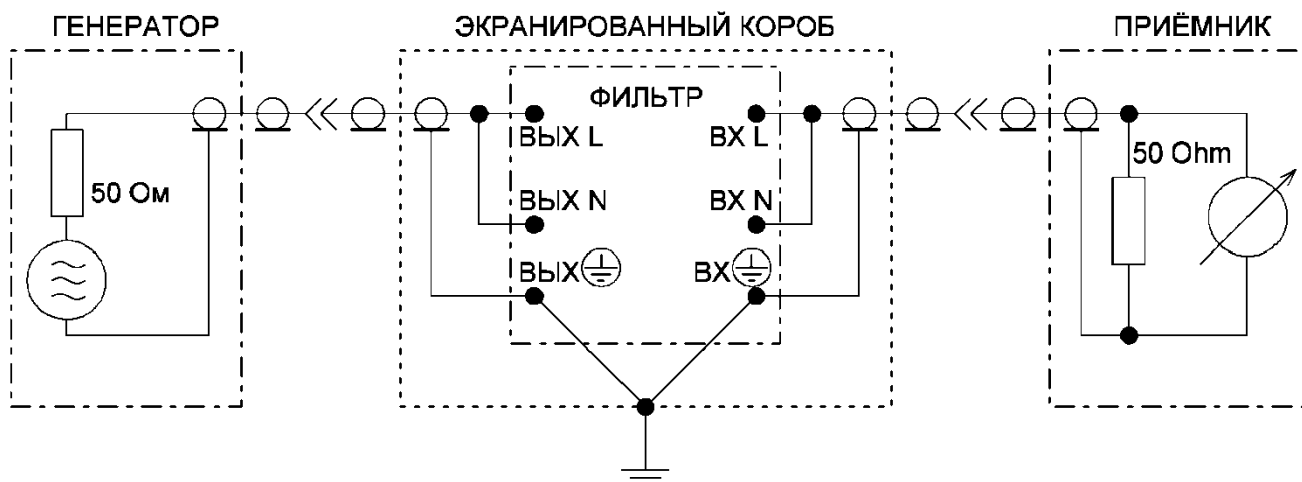 ГЕНЕРАТОР
ЭКРАНИРОВАННЫЙ КОРОБ
ПРИЁМНИК
ФИЛЬТР
ВЫХ L
ВХ L
50 Ohm
50 Ом
ВЫХ N
ВХ N
ВЫХ
ВХ